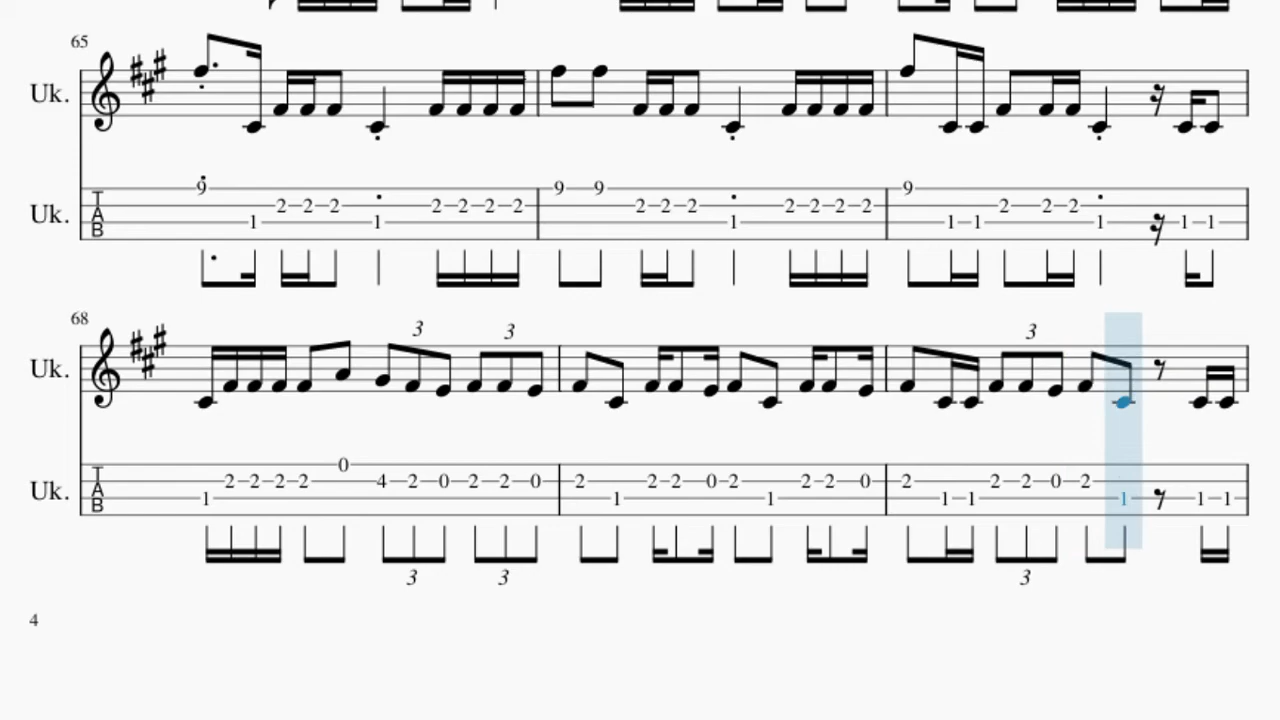 65
Uk.
Uk. T A B 9 1 2 2 2 1 2 2 2 2 9 9 2 2 2 1 2 2 2 2 9 1 1 2 2 2 1 1 1
68
3 3 3
Uk.
Uk. T A B 1 2 2 2 2 0 4 2 0 2 2 0 2 1 2 2 0 2 1 2 2 0 2 1 1 2 2 0 2 1 1 1
3 3 3
4